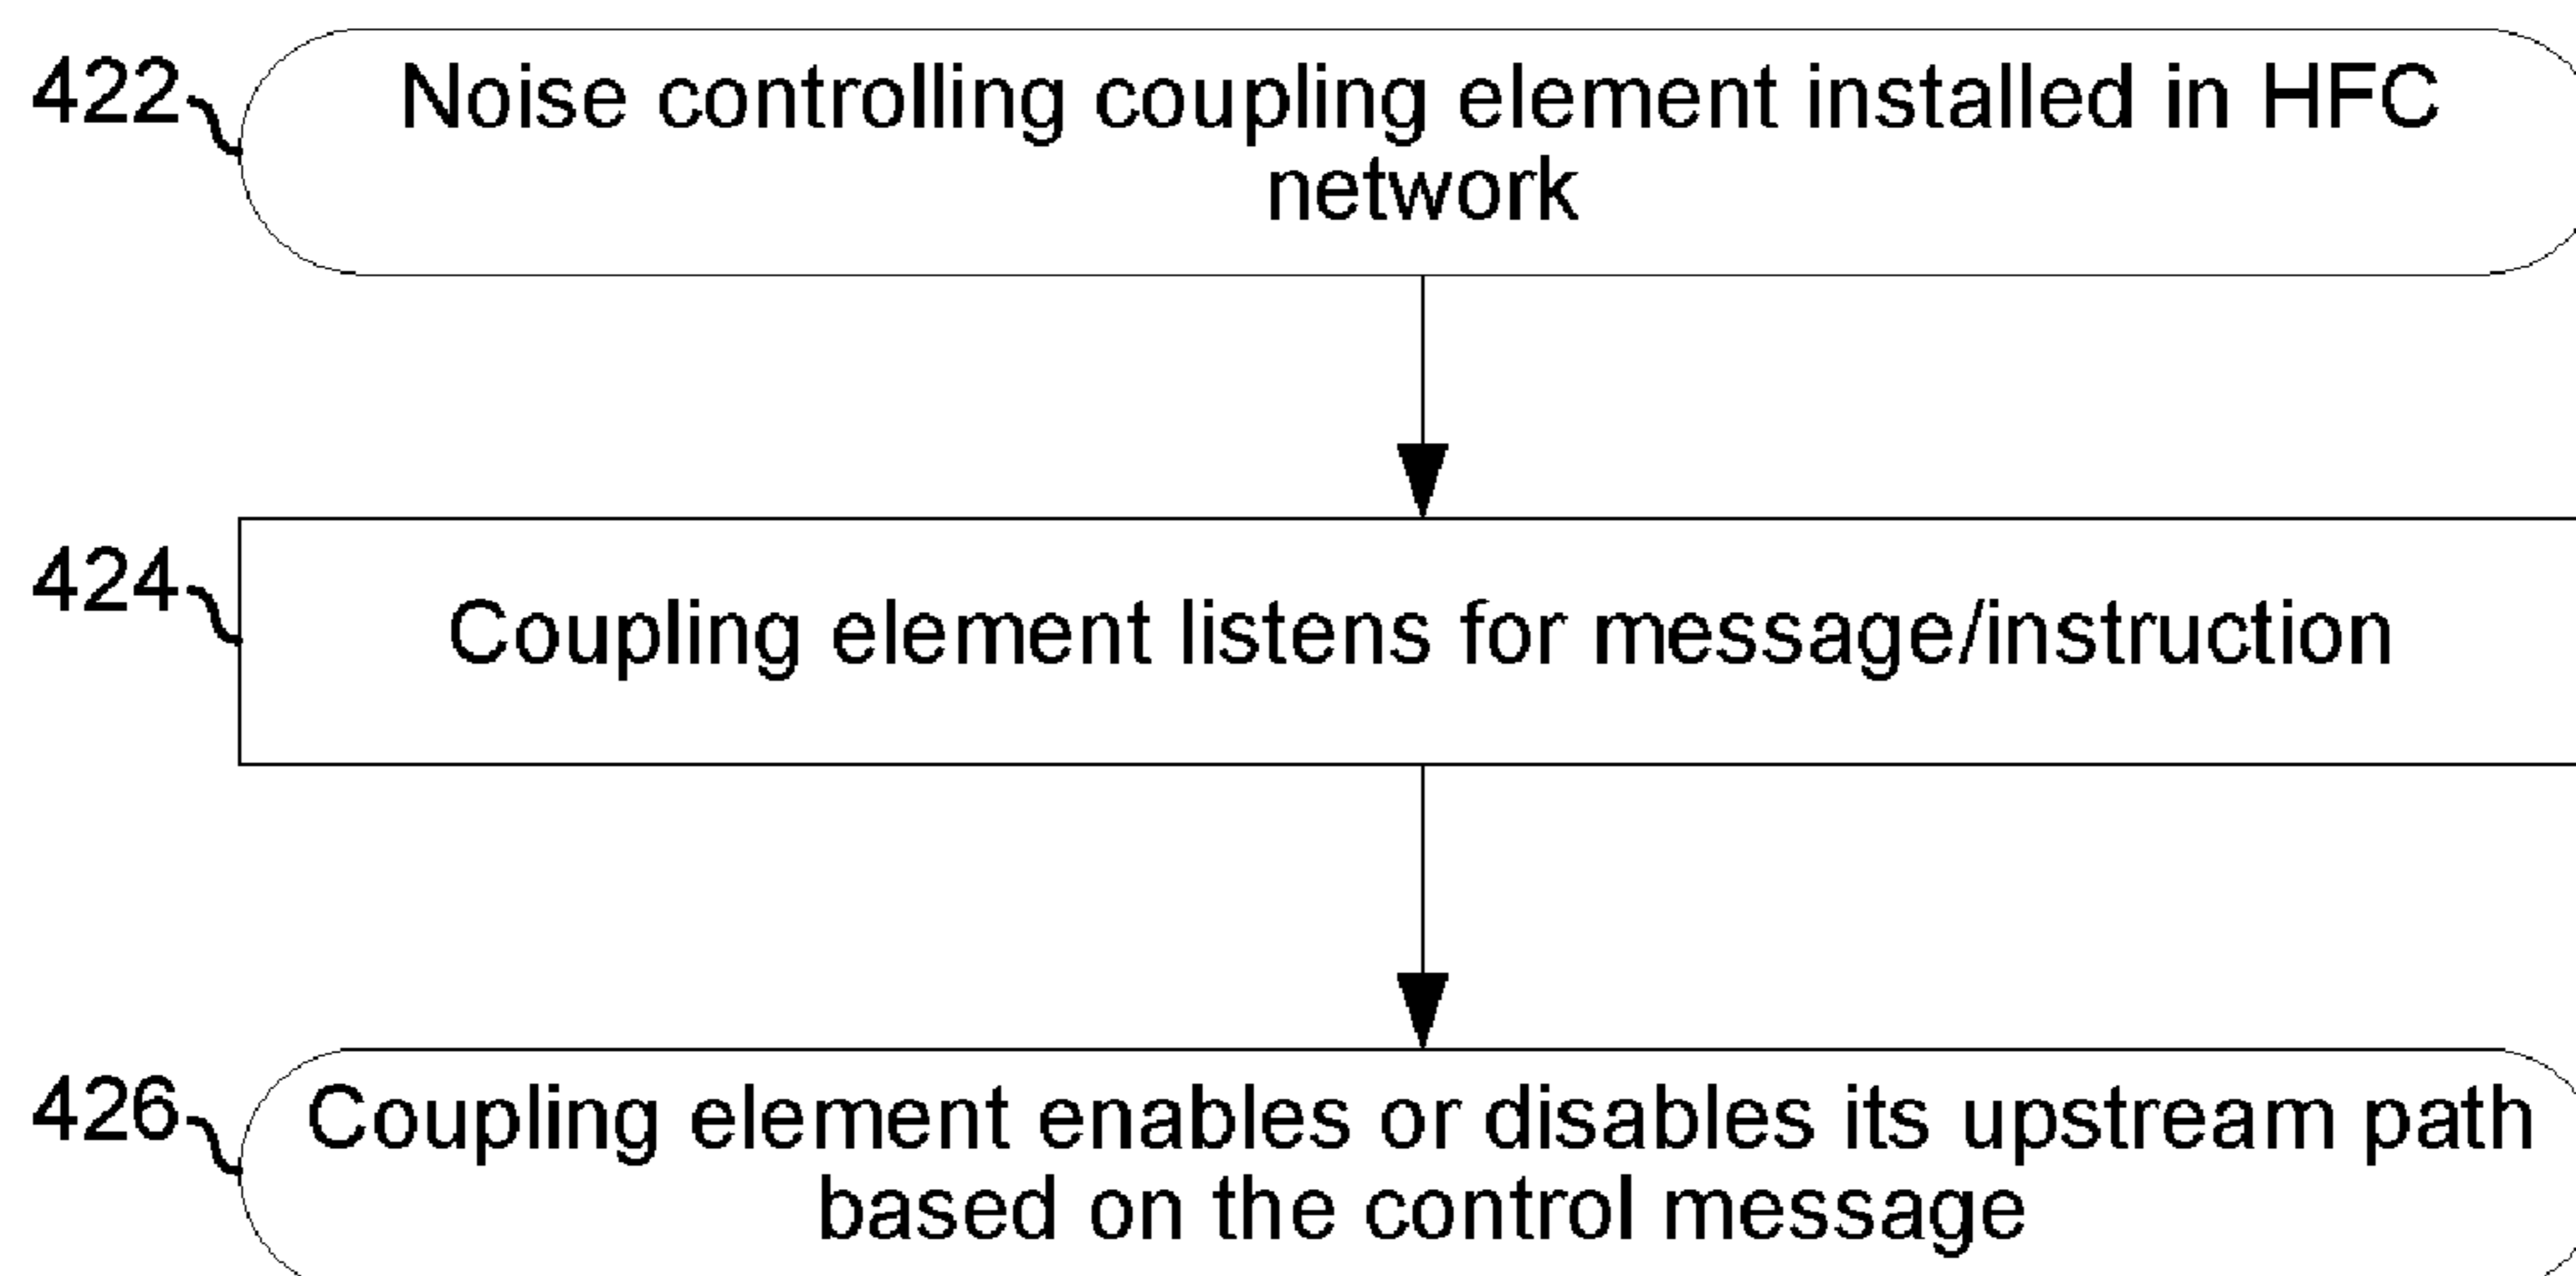 422
Noise controlling coupling element installed in HFC
network
424
Coupling element listens for message/instruction
426
Coupling element enables or disables its upstream path
based on the control message